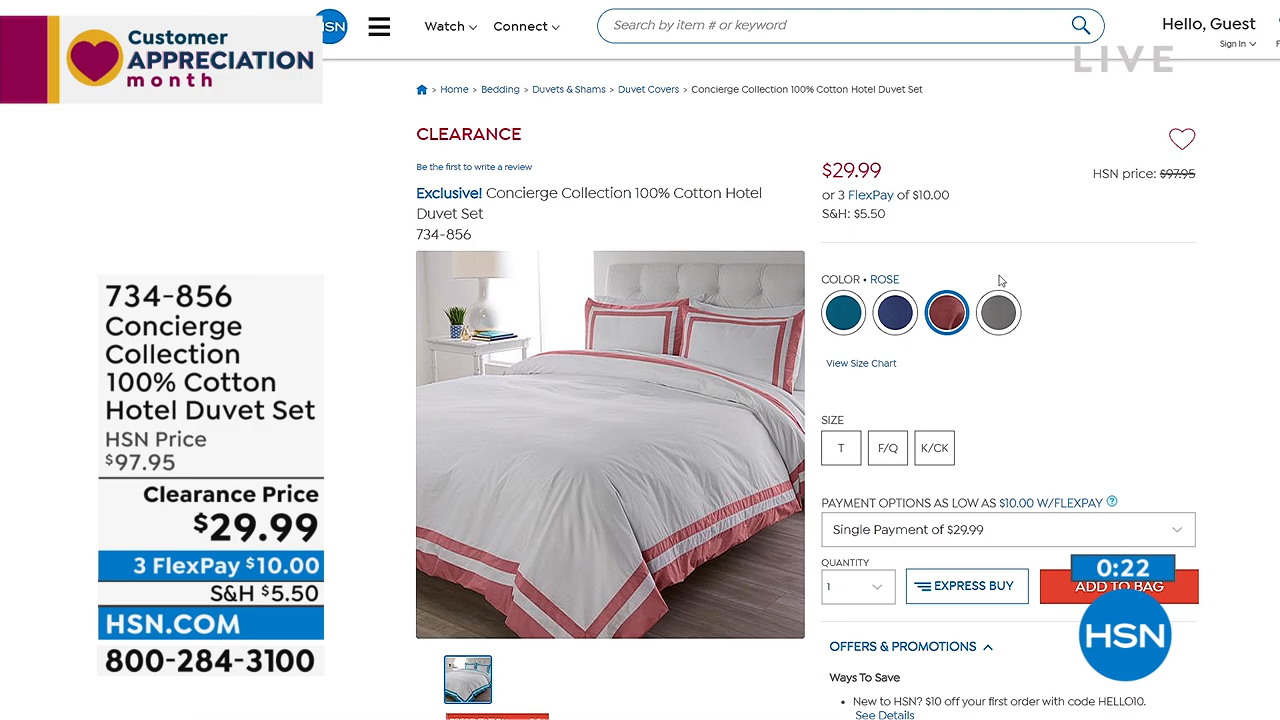 Customer
APPRECIATION
month
HSN
Watch
Connect
Search by item # or keyword
Hello, Guest
Sign In
LIVE
> Home > Bedding > Duvets & Shams > Duvet Covers > Concierge Collection 100% Cotton Hotel Duvet Set
CLEARANCE
Be the first to write a review
Exclusive! Concierge Collection 100% Cotton Hotel
Duvet Set
734-856
$29.99
HSN price: $97.95
or 3 FlexPay of $10.00
S&H: $5.50
COLOR • ROSE
View Size Chart
SIZE
T
F/Q
K/CK
PAYMENT OPTIONS AS LOW AS $10.00 W/FLEXPAY ?
Single Payment of $29.99
QUANTITY
1
EXPRESS BUY
0:22
ADD TO BAG
HSN
OFFERS & PROMOTIONS
Ways To Save
• New to HSN? $10 off your first order with code HELLO10.
See Details
734-856
Concierge
Collection
100% Cotton
Hotel Duvet Set
HSN Price
$97.95
Clearance Price
$29.99
3 FlexPay $10.00
S&H $5.50
HSN.COM
800-284-3100